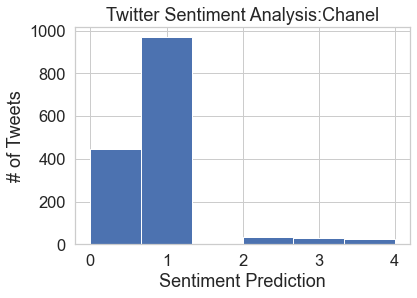 Twitter Sentiment Analysis:Chanel
# of Tweets
1000
800
600
400
200
0
0 1 2 3 4
Sentiment Prediction